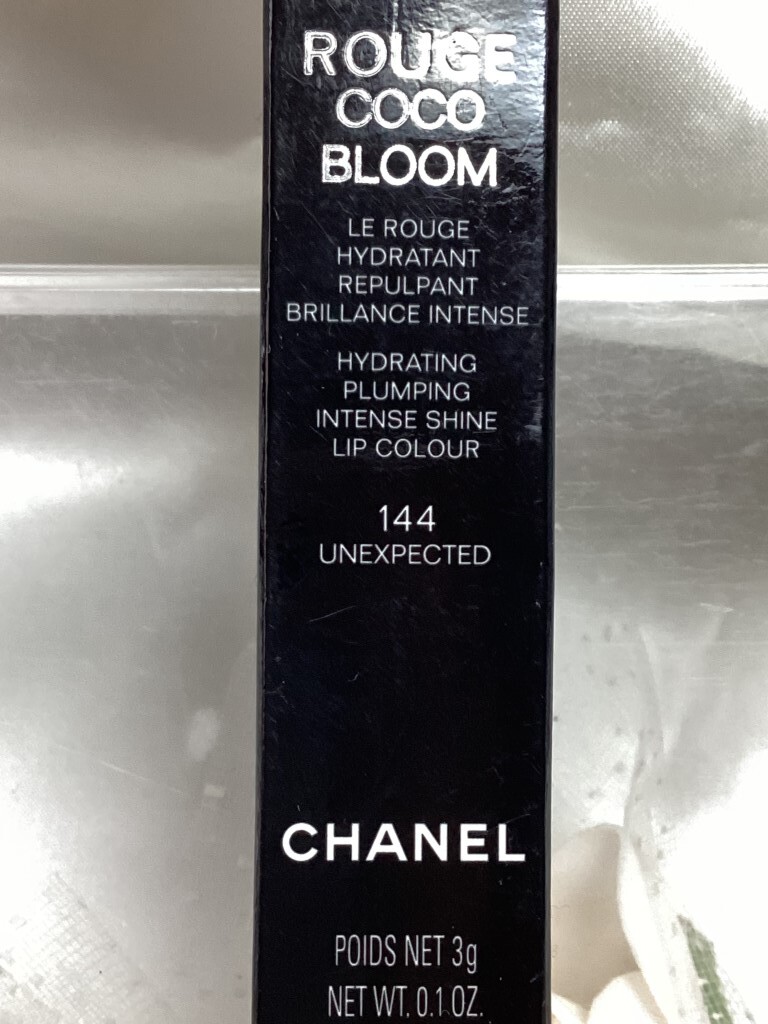 ROUGE
COCO
BLOOM
LE ROUGE
HYDRATANT
REPULPANT
BRILLANCE INTENSE
HYDRATING
PLUMPING
INTENSE SHINE
LIP COLOUR
144
UNEXPECTED
CHANEL
POIDS NET 3g
NET WT. 0.1 OZ.